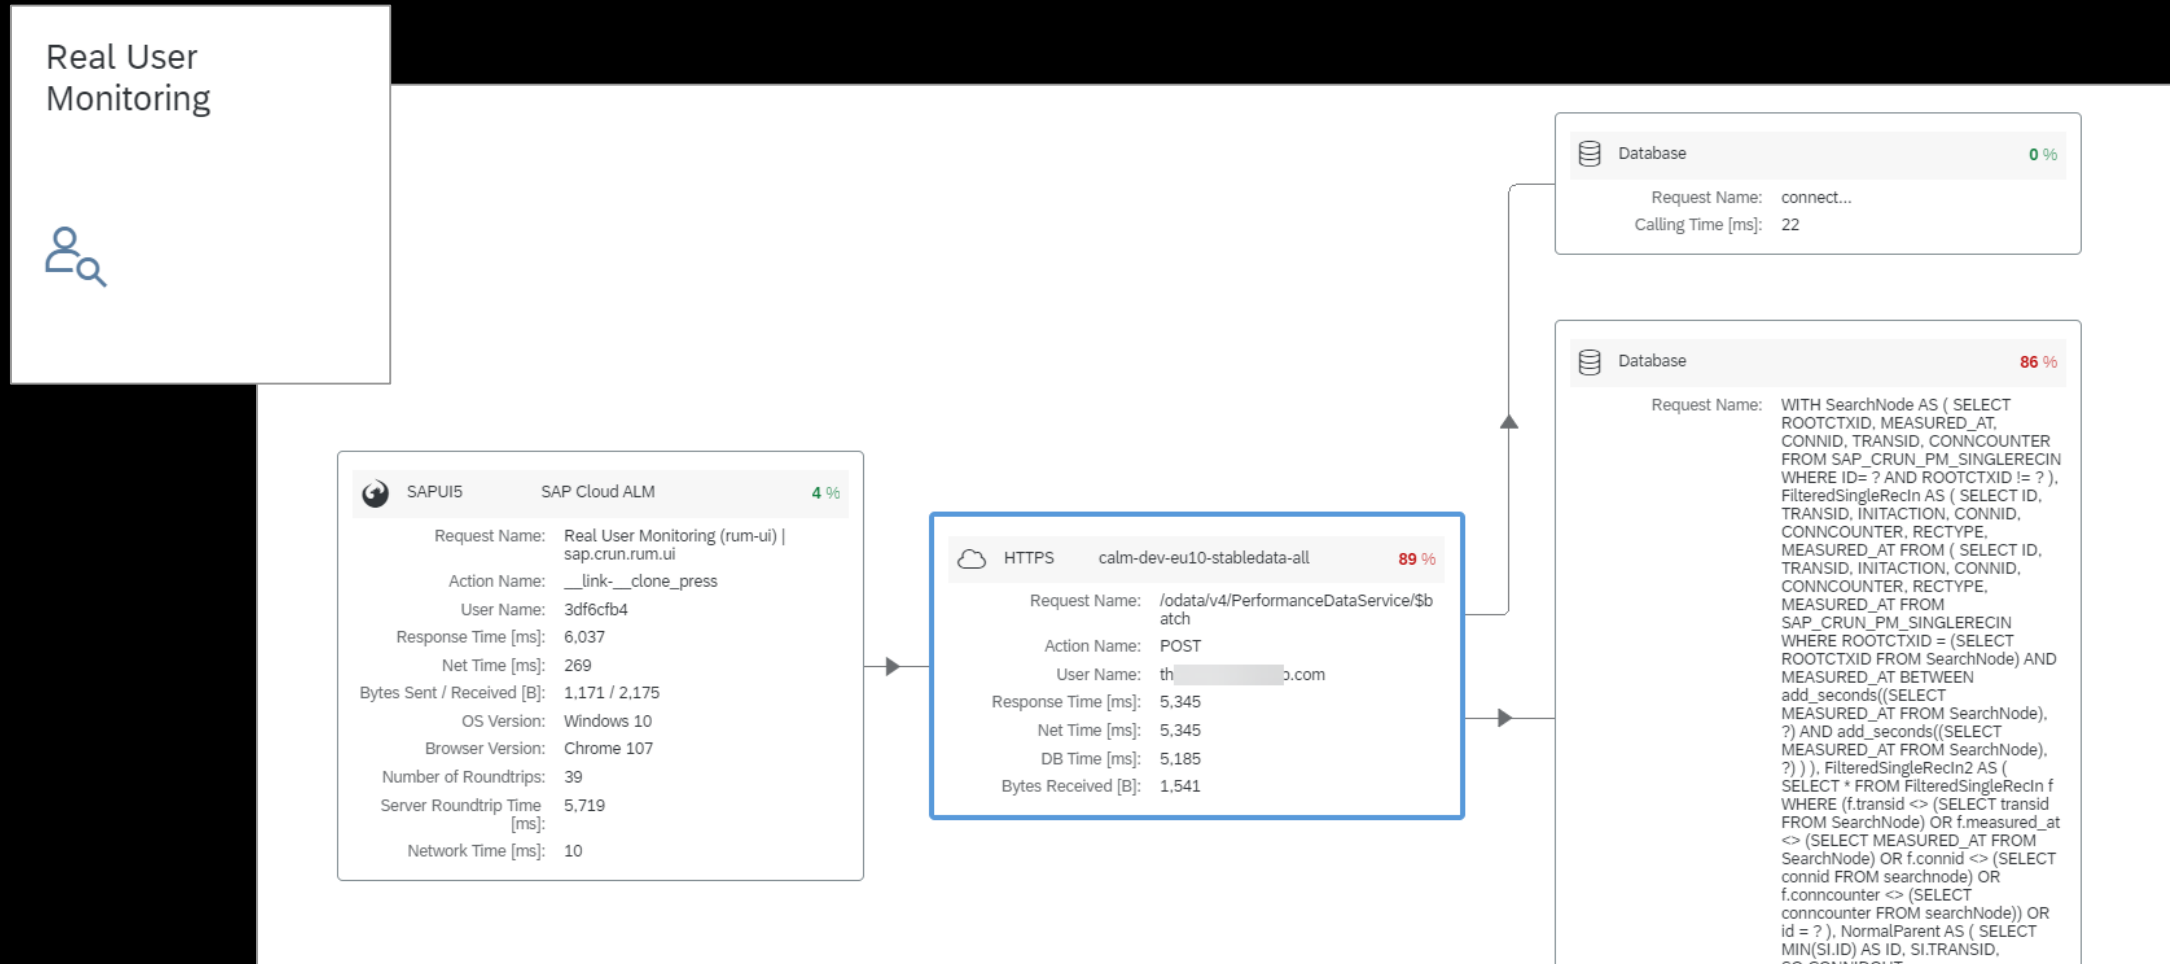 Real User
Monitoring
Database 0 %
Request Name: connect...
Calling Time [ms]: 22
Database 86 %
Request Name: WITH SearchNode AS ( SELECT
ROOTCTXID, MEASURED_AT,
CONNID, TRANSID, CONNCOUNTER
FROM SAP_CRUN_PM_SINGLERECIN
WHERE ID= ? AND ROOTCTXID != ? ),
FilteredSingleRecIn AS ( SELECT ID,
TRANSID, INITACTION, CONNID,
CONNCOUNTER, RECTYPE,
MEASURED_AT FROM ( SELECT ID,
TRANSID, INITACTION, CONNID,
CONNCOUNTER, RECTYPE,
MEASURED_AT FROM
SAP_CRUN_PM_SINGLERECIN
WHERE ROOTCTXID = (SELECT
ROOTCTXID FROM SearchNode) AND
MEASURED_AT BETWEEN
add_seconds((SELECT
MEASURED_AT FROM SearchNode),
?) AND add_seconds((SELECT
MEASURED_AT FROM SearchNode),
?) ) ), FilteredSingleRecIn2 AS (
SELECT * FROM FilteredSingleRecIn f
WHERE (f.transid <> (SELECT transid
FROM SearchNode) OR f.measured_at
<> (SELECT MEASURED_AT FROM
SearchNode) OR f.connid <> (SELECT
connid FROM searchnode) OR
f.conncounter <> (SELECT
conncounter FROM searchNode)) OR
id = ? ), NormalParent AS ( SELECT
MIN(SI.ID) AS ID, SI.TRANSID,
SAPUI5 SAP Cloud ALM 4 %
Request Name: Real User Monitoring (rum-ui) |
sap.crun.rum.ui
Action Name: __link-__clone_press
User Name: 3df6cfb4
Response Time [ms]: 6,037
Net Time [ms]: 269
Bytes Sent / Received [B]: 1,171 / 2,175
OS Version: Windows 10
Browser Version: Chrome 107
Number of Roundtrips: 39
Server Roundtrip Time 5,719
[ms]:
Network Time [ms]: 10
HTTPS calm-dev-eu10-stabledata-all 89 %
Request Name: /odata/v4/PerformanceDataService/$b
atch
Action Name: POST
User Name: th .com
Response Time [ms]: 5,345
Net Time [ms]: 5,345
DB Time [ms]: 5,185
Bytes Received [B]: 1,541